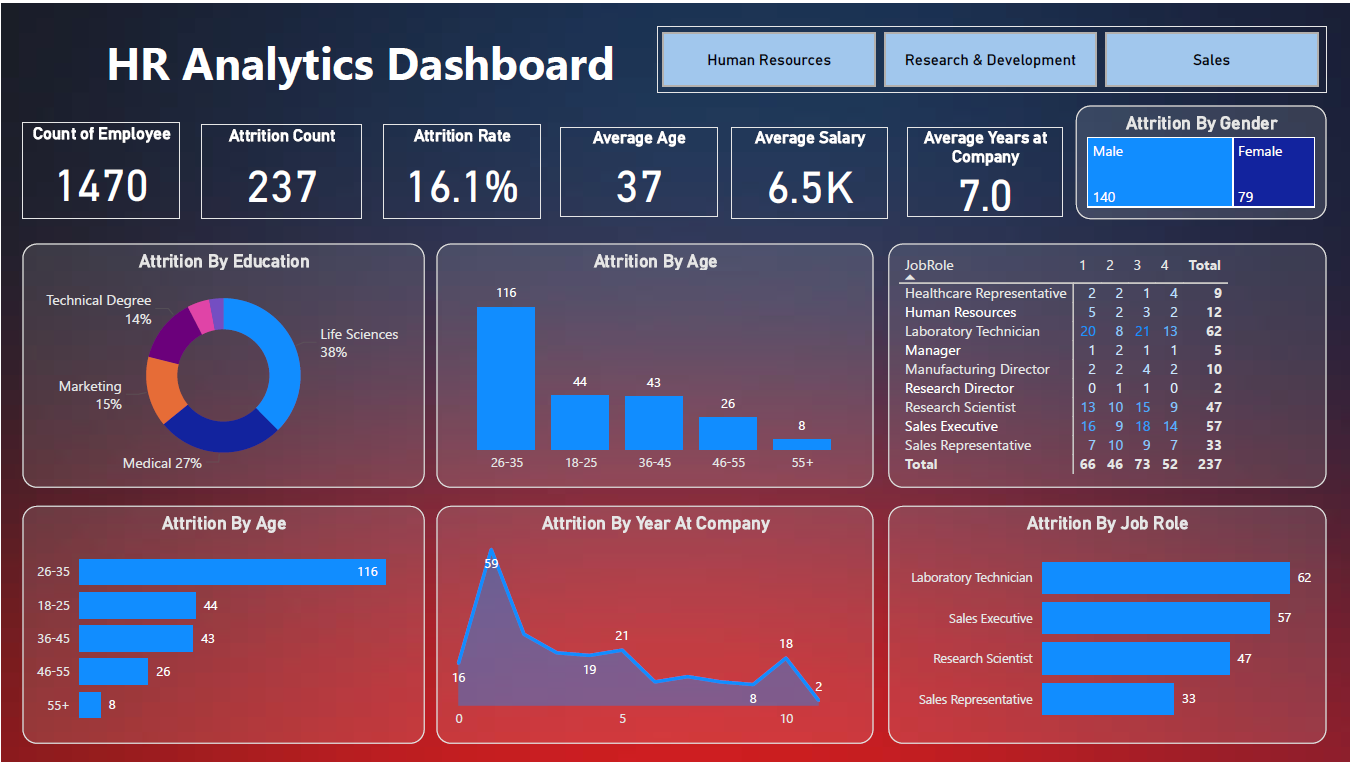 HR Analytics Dashboard
Human Resources
Research & Development
Sales
Count of Employee
1470
Attrition Count
237
Attrition Rate
16.1%
Average Age
37
Average Salary
6.5K
Average Years at
Company
7.0
Attrition By Gender
Male
140
Female
79
Attrition By Education
Technical Degree
14%
Life Sciences
38%
Marketing
15%
Medical 27%
Attrition By Age
116
44
43
26
8
26-35
18-25
36-45
46-55
55+
JobRole 1 2 3 4 Total
Healthcare Representative 2 2 1 4 9
Human Resources 5 2 3 2 12
Laboratory Technician 20 8 21 13 62
Manager 1 2 1 1 5
Manufacturing Director 2 2 4 2 10
Research Director 0 1 1 0 2
Research Scientist 13 10 15 9 47
Sales Executive 16 9 18 14 57
Sales Representative 7 10 9 7 33
Total 66 46 73 52 237
Attrition By Age
26-35 116
18-25 44
36-45 43
46-55 26
55+ 8
Attrition By Year At Company
59
16
19
21
8
18
2
0 5 10
Attrition By Job Role
Laboratory Technician 62
Sales Executive 57
Research Scientist 47
Sales Representative 33